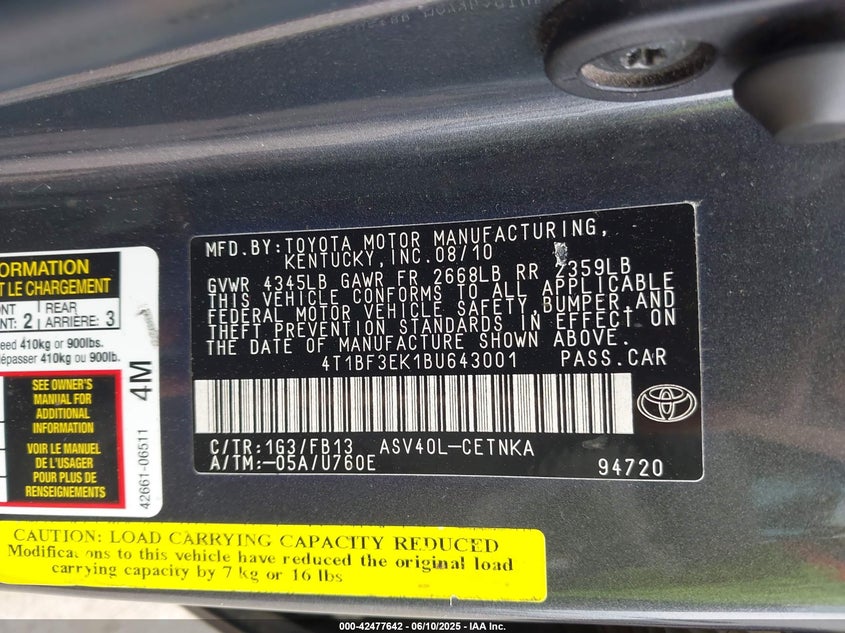 MFD. BY: TOYOTA MOTOR MANUFACTURING,
KENTUCKY, INC. 08/10
GVWR 4345LB GAWR FR 2668LB RR 2359LB
THIS VEHICLE CONFORMS TO ALL APPLICABLE
FEDERAL MOTOR VEHICLE SAFETY, BUMPER, AND
THEFT PREVENTION STANDARDS IN EFFECT ON
THE DATE OF MANUFACTURE SHOWN ABOVE.
4T1BF3EK1BU643001 PASS. CAR
C/TR: 1G3/FB13 ASV40L-CETNKA
A/TM:-05A/U760E
94720
FORMATION
LE CHARGEMENT
2 REAR
ARRIÈRE: 3
410kg or 900lbs.
dépasser 410kg ou 900lb.
SEE OWNER'S
MANUAL FOR
ADDITIONAL
INFORMATION
VOIR LE MANUEL
DE L'USAGER
POUR PLUS DE
RENSEIGNEMENTS
4M
42661-06511
CAUTION: LOAD CARRYING CAPACITY REDUCED
Modifications to this vehicle have reduced the original load
carrying capacity by 7 kg or 16 lbs
000-42477642 - 06/10/2025 - IAA Inc.